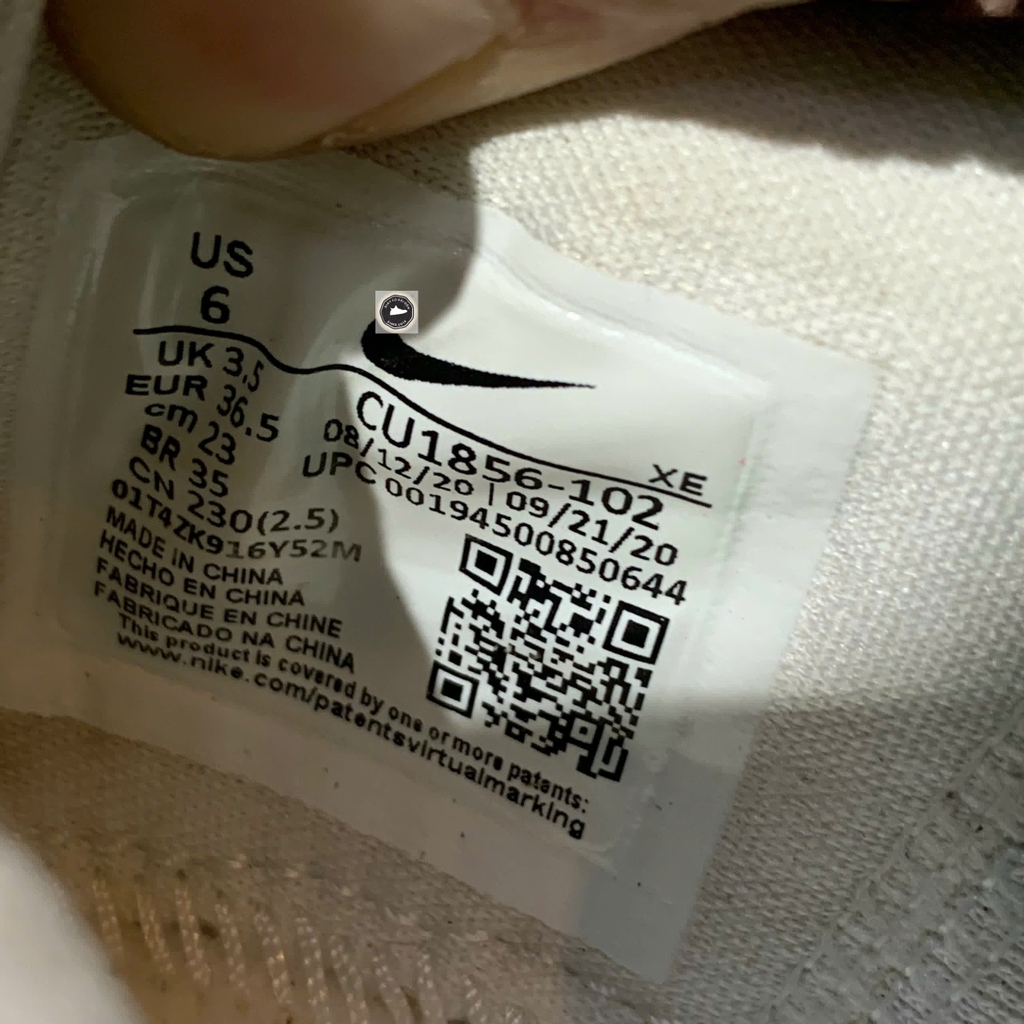 US
6
UK 3.5
EUR 36.5
cm 23
BR 35
CN 230(2.5)
01T4ZK916Y52M
MADE IN CHINA
HECHO EN CHINA
FABRIQUE EN CHINE
FABRICADO NA CHINA
This product is covered by one or more patents:
www.nike.com/patentsvirtualmarking
XE
CU1856-102
08/12/20 | 09/21/20
UPC 00194500850644